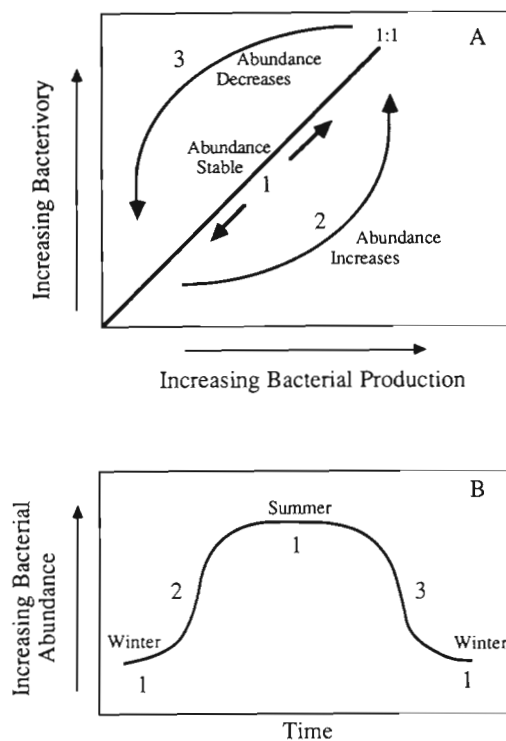 A
1:1
3
Abundance
Decreases
Abundance
Stable
1
2
Abundance
Increases
Increasing Bacterivory
Increasing Bacterial Production
B
Summer
1
2
3
Winter
1
Winter
1
Increasing Bacterial
Abundance
Time